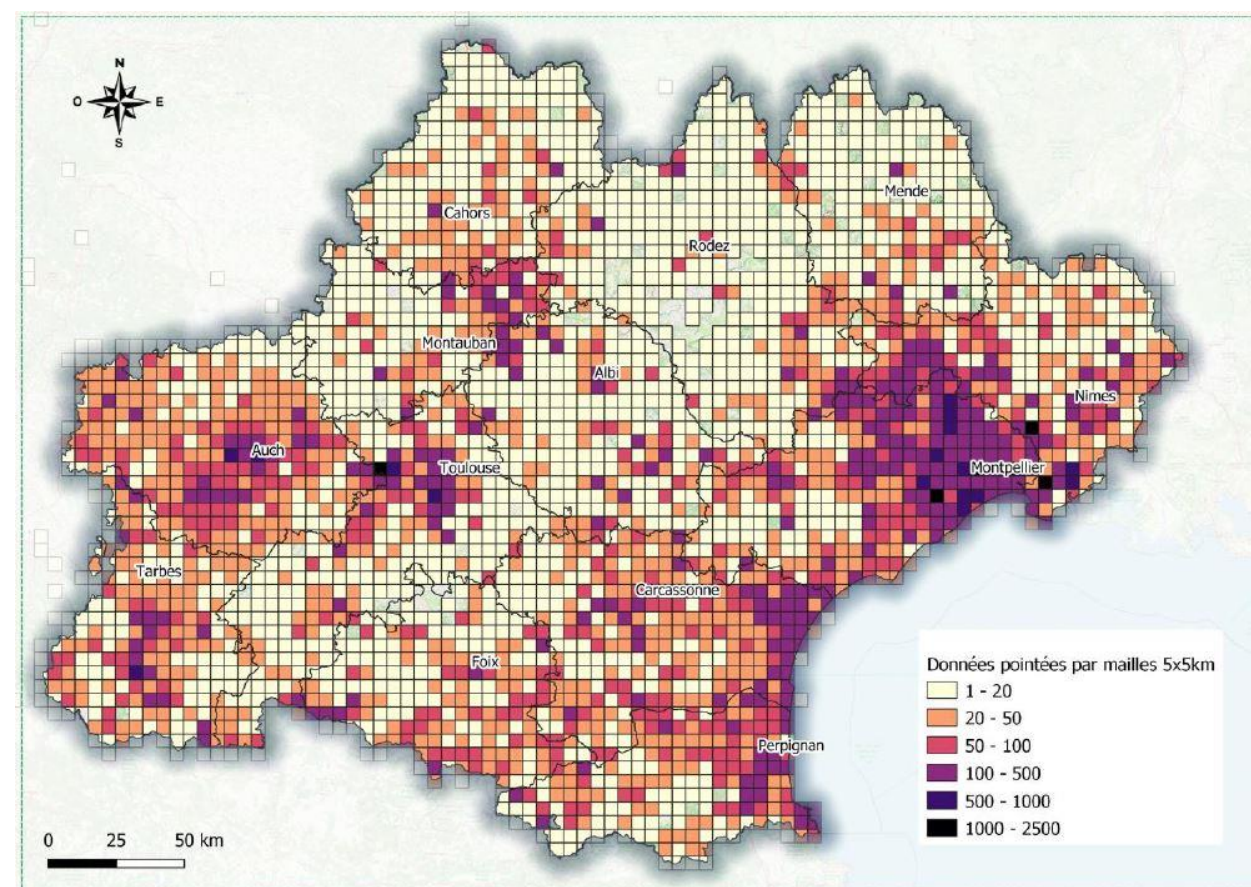 N
O
E
S
Mende
Cahors
Rodez
Montauban
Albi
Nimes
Auch
Toulouse
Montpellier
Tarbes
Carcassonne
Foix
Perpignan
Données pointées par mailles 5x5km
1 - 20
20 - 50
50 - 100
100 - 500
500 - 1000
1000 - 2500
0 25 50 km